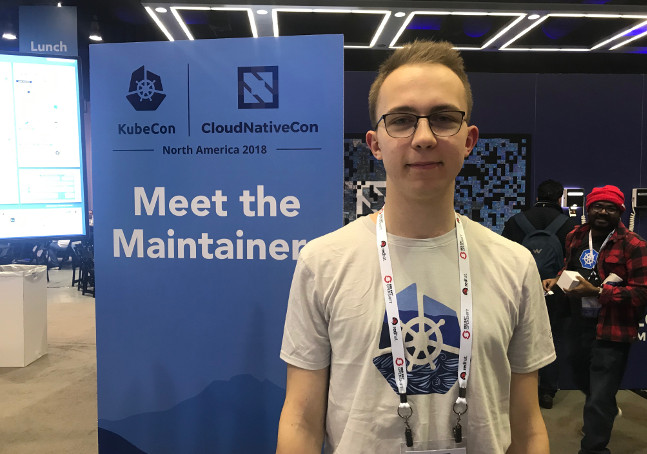 Lunch
KubeCon
CloudNativeCon
North America 2018
Meet the
Maintainer